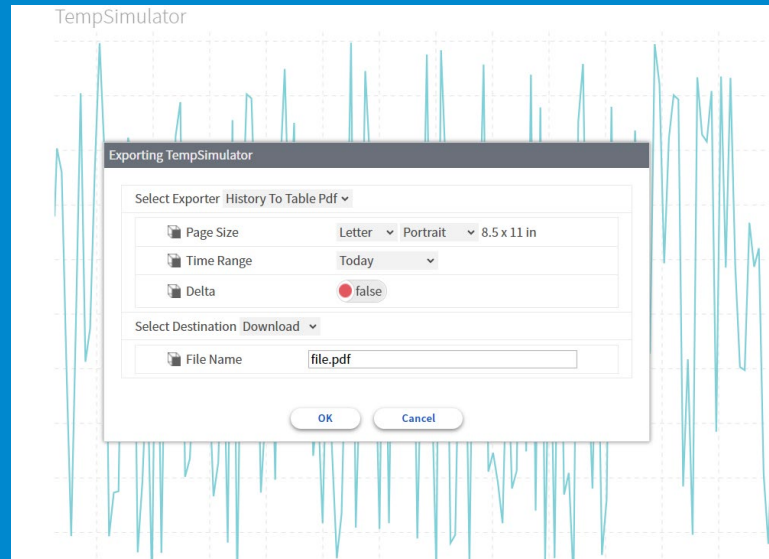 TempSimulator
Exporting TempSimulator
Select Exporter History To Table Pdf
Page Size Letter Portrait 8.5 x 11 in
Time Range Today
Delta false
Select Destination Download
File Name file.pdf
OK Cancel